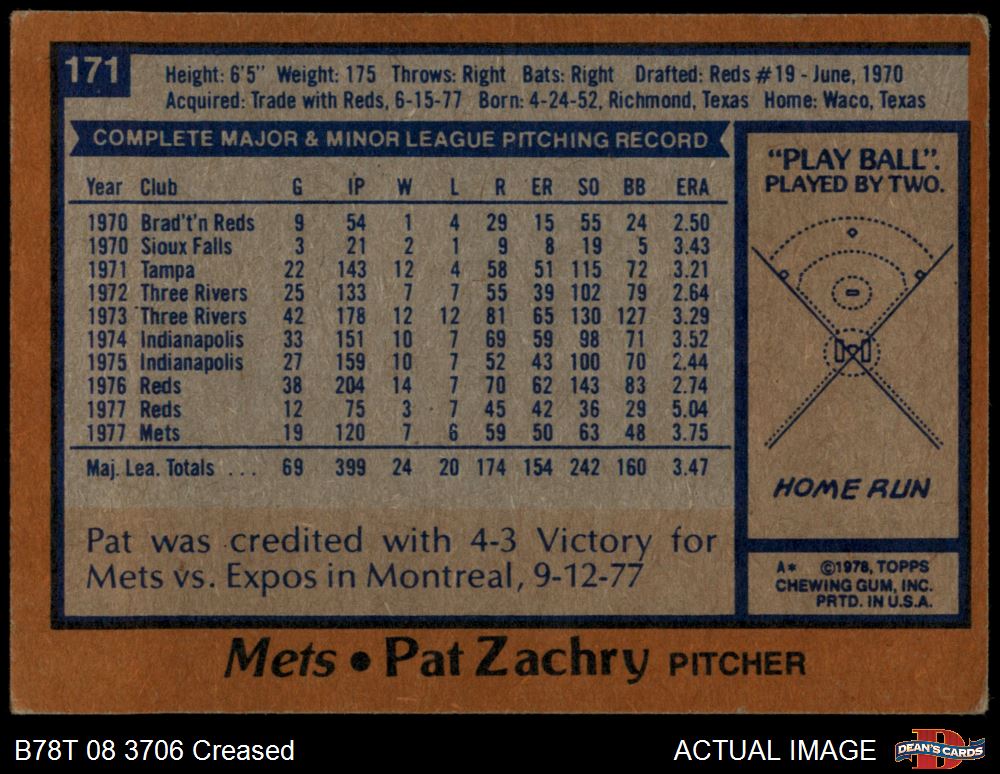 171
Height: 6'5" Weight: 175 Throws: Right Bats: Right Drafted: Reds #19 - June, 1970
Acquired: Trade with Reds, 6-15-77 Born: 4-24-52, Richmond, Texas Home: Waco, Texas
COMPLETE MAJOR & MINOR LEAGUE PITCHING RECORD
Year Club G IP W L R ER SO BB ERA
1970 Brad't'n Reds 9 54 1 4 29 15 55 24 2.50
1970 Sioux Falls 3 21 2 1 9 8 19 5 3.43
1971 Tampa 22 143 12 4 58 51 115 72 3.21
1972 Three Rivers 25 133 7 7 55 39 102 79 2.64
1973 Three Rivers 42 178 12 12 81 65 130 127 3.29
1974 Indianapolis 33 151 10 7 69 59 98 71 3.52
1975 Indianapolis 27 159 10 7 52 43 100 70 2.44
1976 Reds 38 204 14 7 70 62 143 83 2.74
1977 Reds 12 75 3 7 45 42 36 29 5.04
1977 Mets 19 120 7 6 59 50 63 48 3.75
Maj. Lea. Totals ... 69 399 24 20 174 154 242 160 3.47
Pat was credited with 4-3 Victory for
Mets vs. Expos in Montreal, 9-12-77
"PLAY BALL".
PLAYED BY TWO.
HOME RUN
A* ©1978, TOPPS
CHEWING GUM, INC.
PRTD. IN U.S.A.
Mets • Pat Zachry PITCHER
B78T 08 3706 Creased
ACTUAL IMAGE
DEAN'S CARDS